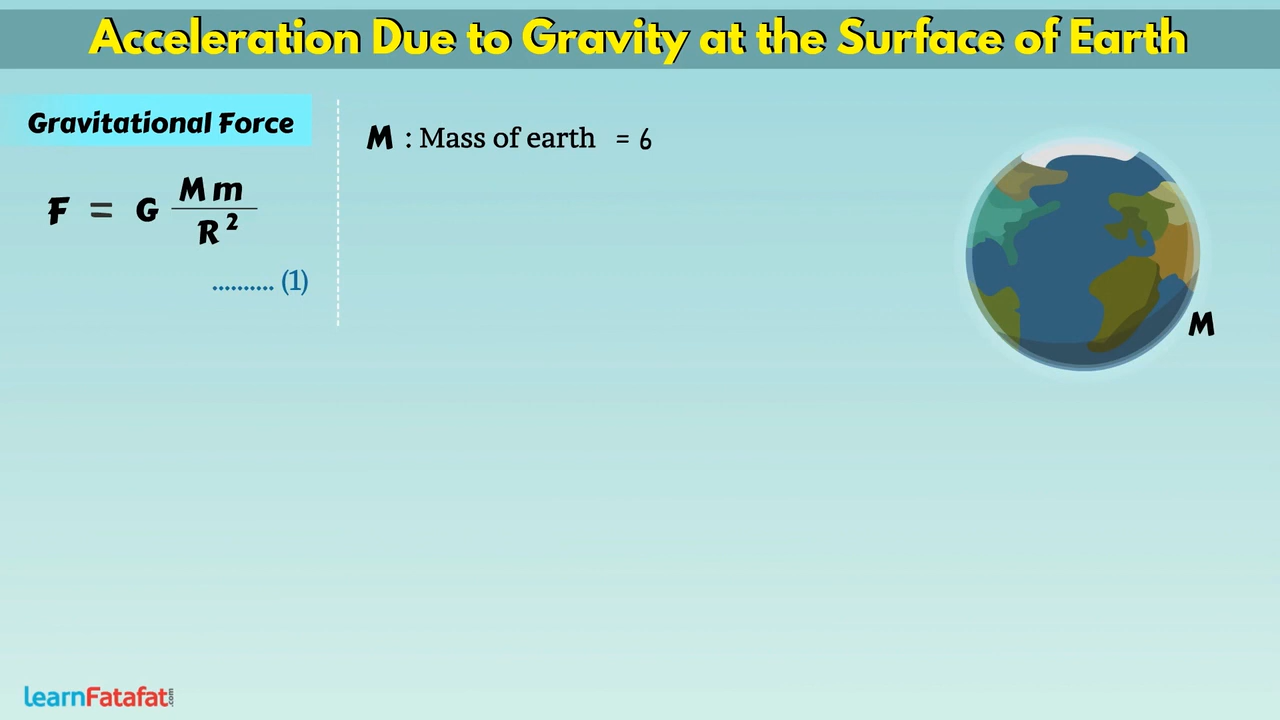 Acceleration Due to Gravity at the Surface of Earth
Gravitational Force
M : Mass of earth = 6
F = G Mm / R²
.......... (1)
M
learnFatafat.com